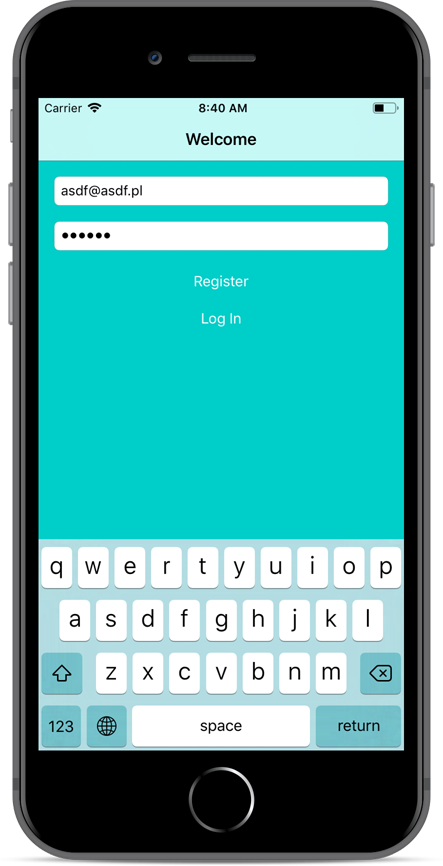 Carrier 8:40 AM
Welcome
asdf@asdf.pl
••••••
Register
Log In
q w e r t y u i o p
a s d f g h j k l
z x c v b n m
123 space return